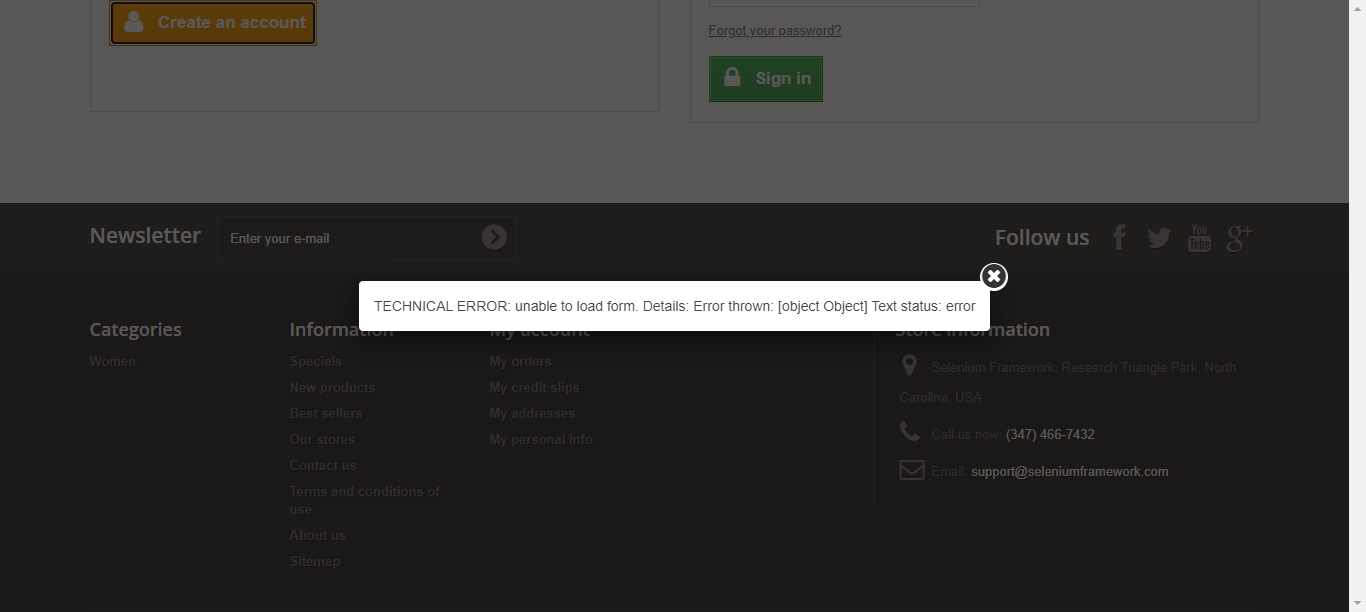 Create an account
Forgot your password?
Sign in
Newsletter
Enter your e-mail
Follow us
You
Tube
g+
TECHNICAL ERROR: unable to load form. Details: Error thrown: [object Object] Text status: error
Categories
Women
Information
Specials
New products
Best sellers
Our stores
Contact us
Terms and conditions of
use
About us
Sitemap
My account
My orders
My credit slips
My addresses
My personal info
Store information
Selenium Framework, Research Triangle Park, North
Carolina, USA
Call us now: (347) 466-7432
Email: support@seleniumframework.com